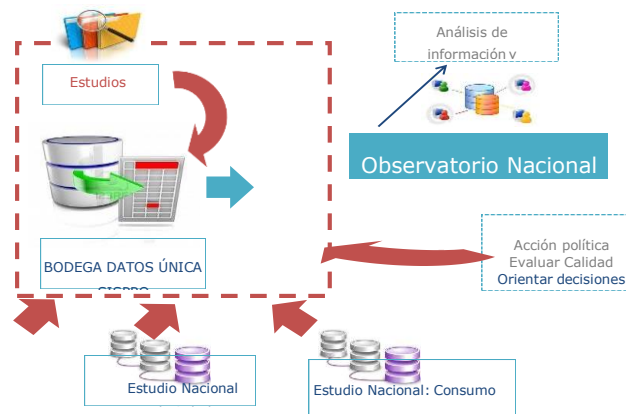 Análisis de
información y
Estudios
Observatorio Nacional
BODEGA DATOS ÚNICA
Acción política
Evaluar Calidad
Orientar decisiones
Estudio Nacional
Estudio Nacional: Consumo